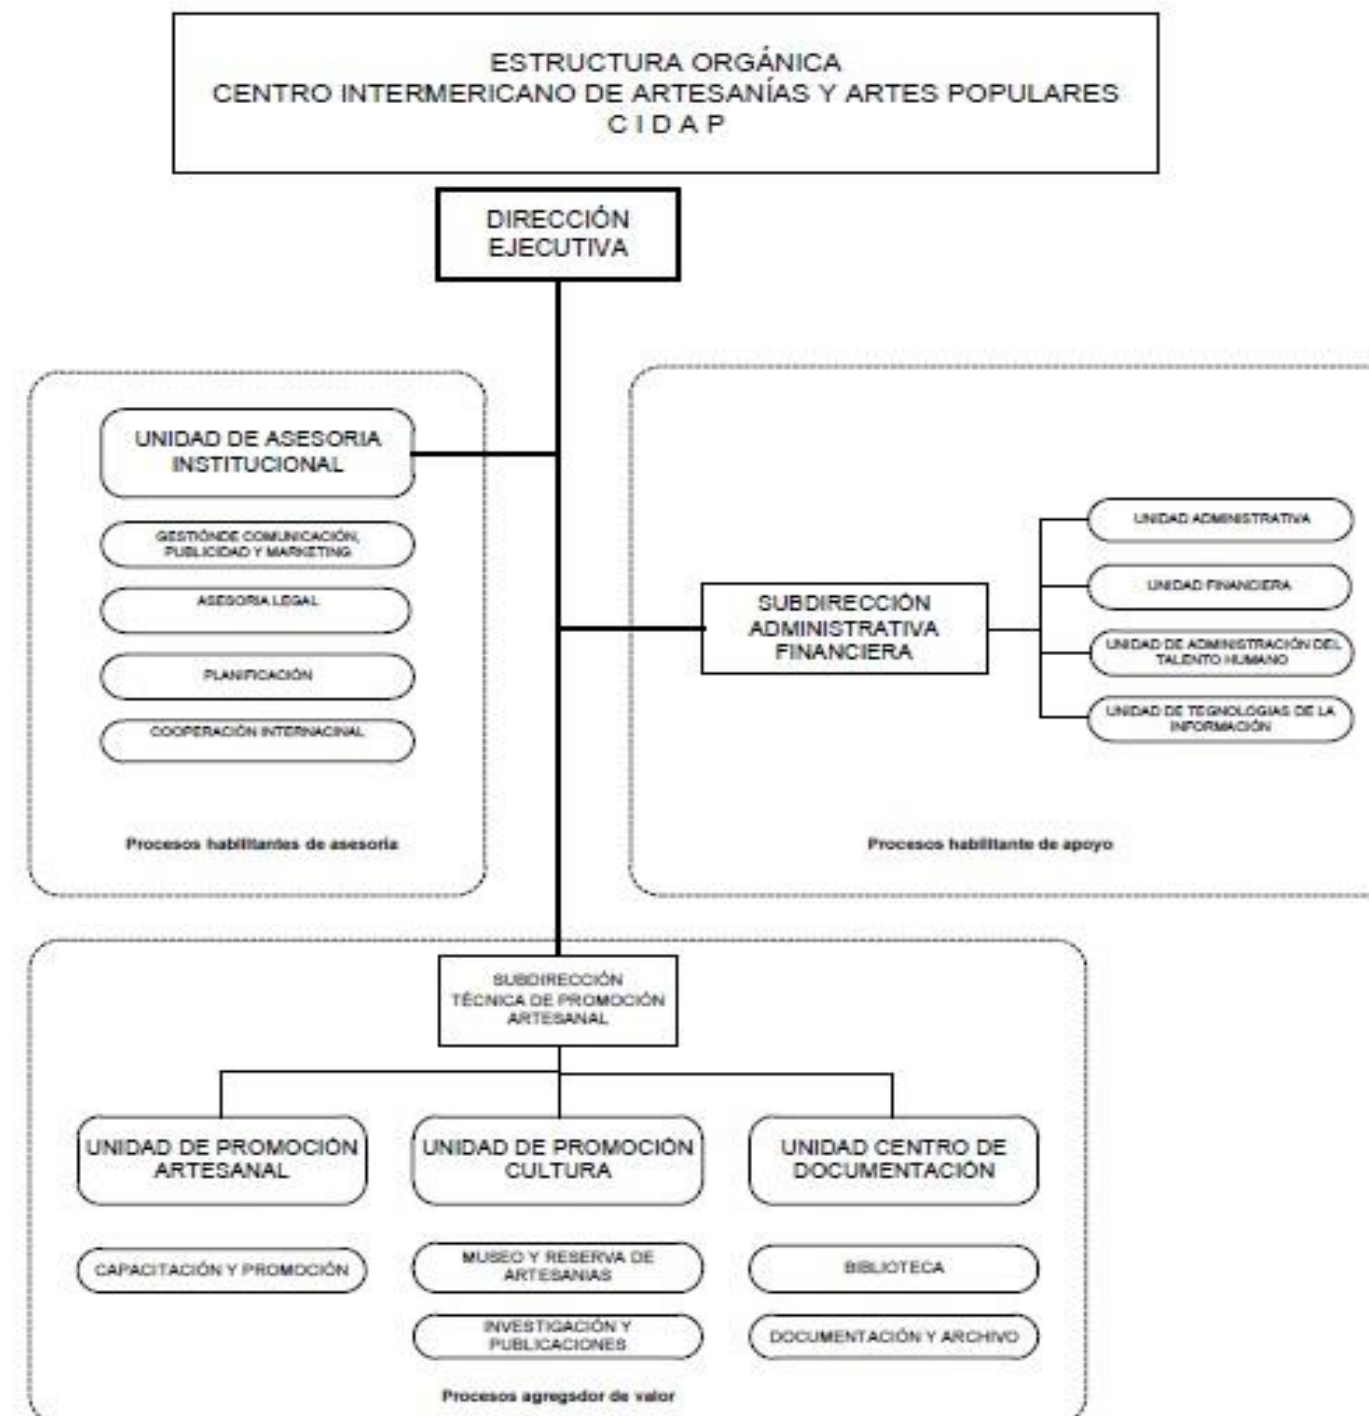 ESTRUCTURA ORGÁNICA
CENTRO INTERMERICANO DE ARTESANÍAS Y ARTES POPULARES
C I D A P
DIRECCIÓN
EJECUTIVA
UNIDAD DE ASESORIA
INSTITUCIONAL
GESTIÓNDE COMUNICACIÓN,
PUBLICIDAD Y MARKETING
ASESORIA LEGAL
PLANIFICACIÓN
COOPERACIÓN INTERNACINAL
Procesos habilitantes de asesoria
SUBDIRECCIÓN
ADMINISTRATIVA
FINANCIERA
UNIDAD ADMINISTRATIVA
UNIDAD FINANCIERA
UNIDAD DE ADMINISTRACIÓN DEL
TALENTO HUMANO
UNIDAD DE TEGNOLOGIAS DE LA
INFORMACIÓN
Procesos habilitante de apoyo
SUBDIRECCIÓN
TÉCNICA DE PROMOCIÓN
ARTESANAL
UNIDAD DE PROMOCIÓN
ARTESANAL
CAPACITACIÓN Y PROMOCIÓN
UNIDAD DE PROMOCIÓN
CULTURA
MUSEO Y RESERVA DE
ARTESANIAS
INVESTIGACIÓN Y
PUBLICACIONES
UNIDAD CENTRO DE
DOCUMENTACIÓN
BIBLIOTECA
DOCUMENTACIÓN Y ARCHIVO
Procesos agregsdor de valor